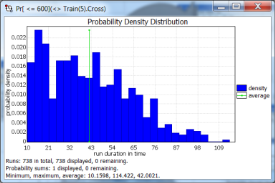 Pr[ <= 600](<> Train(5).Cross)
Probability Density Distribution
probability density
0.022
0.020
0.018
0.016
0.014
0.012
0.010
0.008
0.006
0.004
0.002
0
10 21 32 43 54 65 76 87 98 109
run duration in time
density
average
Runs: 738 in total, 738 displayed, 0 remaining.
Probability sums: 1 displayed, 0 remaining.
Minimum, maximum, average: 10.1598, 114.422, 42.0021.